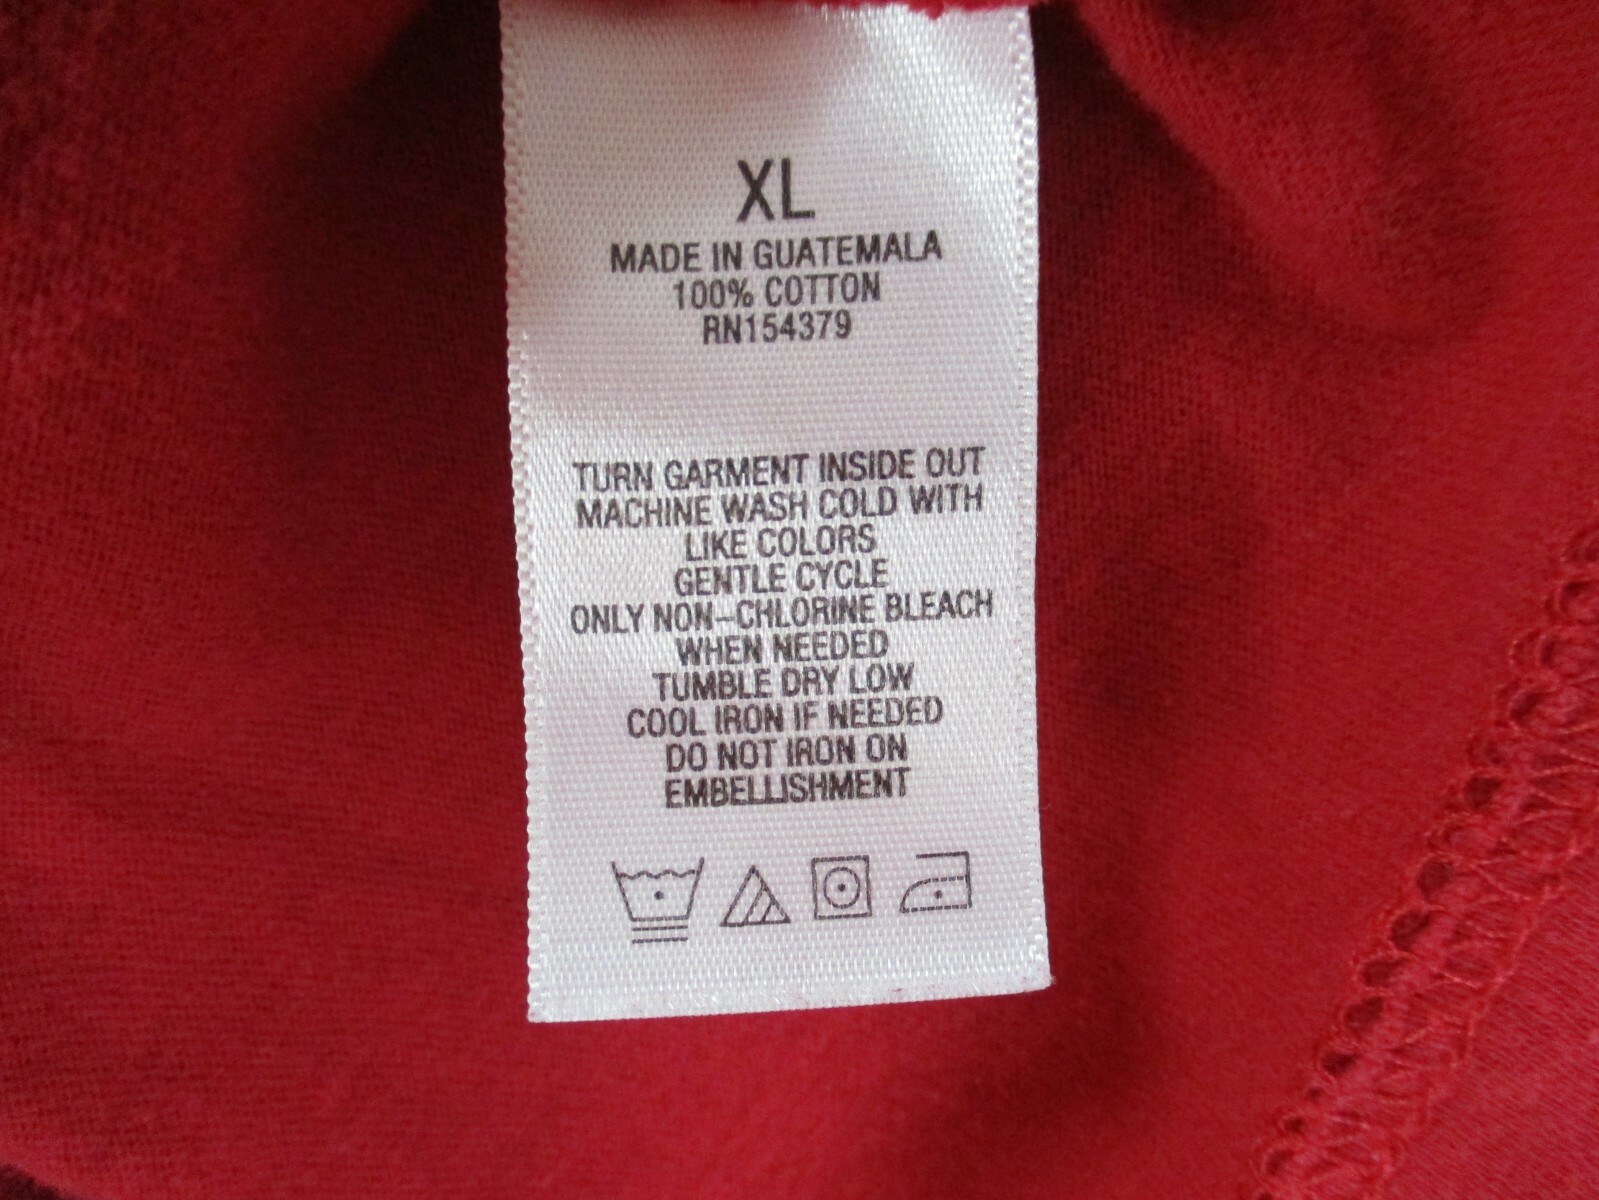 XL
MADE IN GUATEMALA
100% COTTON
RN154379
TURN GARMENT INSIDE OUT
MACHINE WASH COLD WITH
LIKE COLORS
GENTLE CYCLE
ONLY NON-CHLORINE BLEACH
WHEN NEEDED
TUMBLE DRY LOW
COOL IRON IF NEEDED
DO NOT IRON ON
EMBELLISHMENT